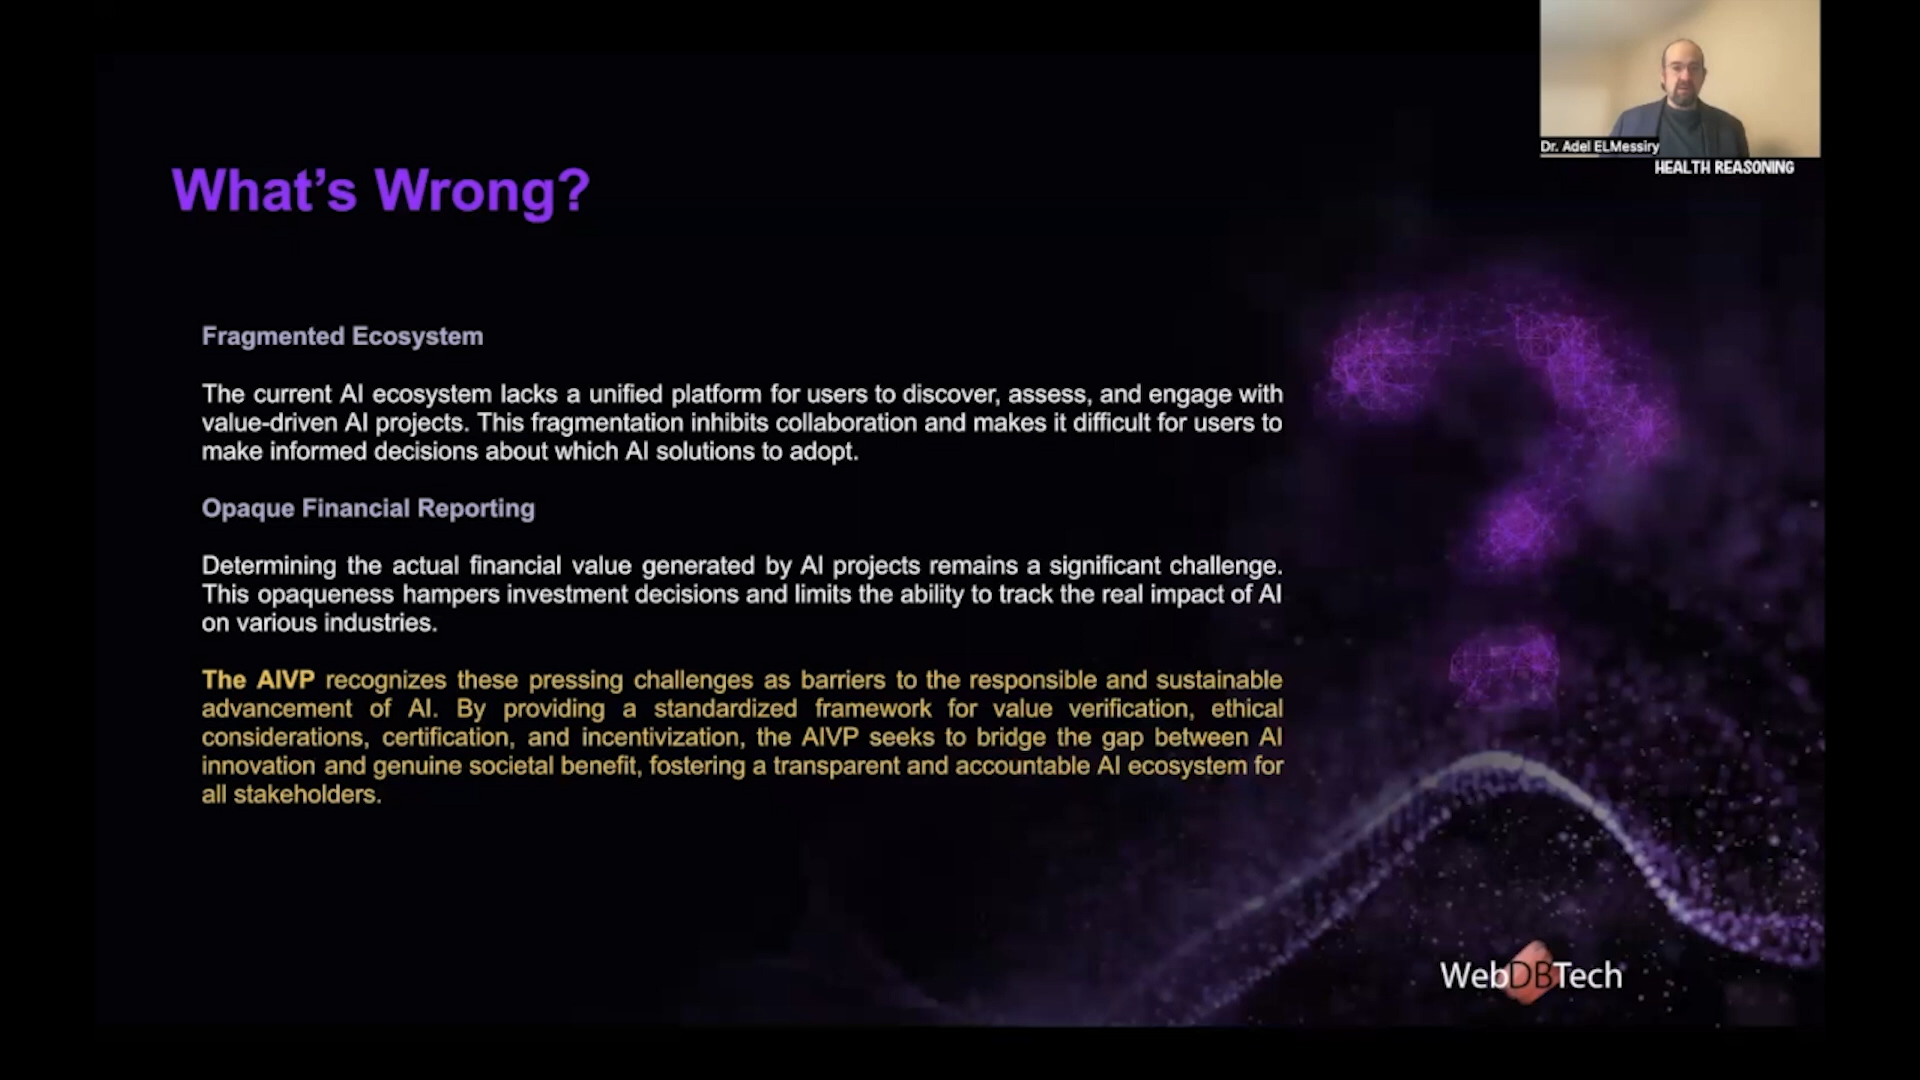 Dr. Adel ELMessiry
HEALTH REASONING
What's Wrong?
Fragmented Ecosystem
The current AI ecosystem lacks a unified platform for users to discover, assess, and engage with
value-driven AI projects. This fragmentation inhibits collaboration and makes it difficult for users to
make informed decisions about which AI solutions to adopt.
Opaque Financial Reporting
Determining the actual financial value generated by AI projects remains a significant challenge.
This opaqueness hampers investment decisions and limits the ability to track the real impact of AI
on various industries.
The AIVP recognizes these pressing challenges as barriers to the responsible and sustainable
advancement of AI. By providing a standardized framework for value verification, ethical
considerations, certification, and incentivization, the AIVP seeks to bridge the gap between AI
innovation and genuine societal benefit, fostering a transparent and accountable AI ecosystem for
all stakeholders.
WebDBTech